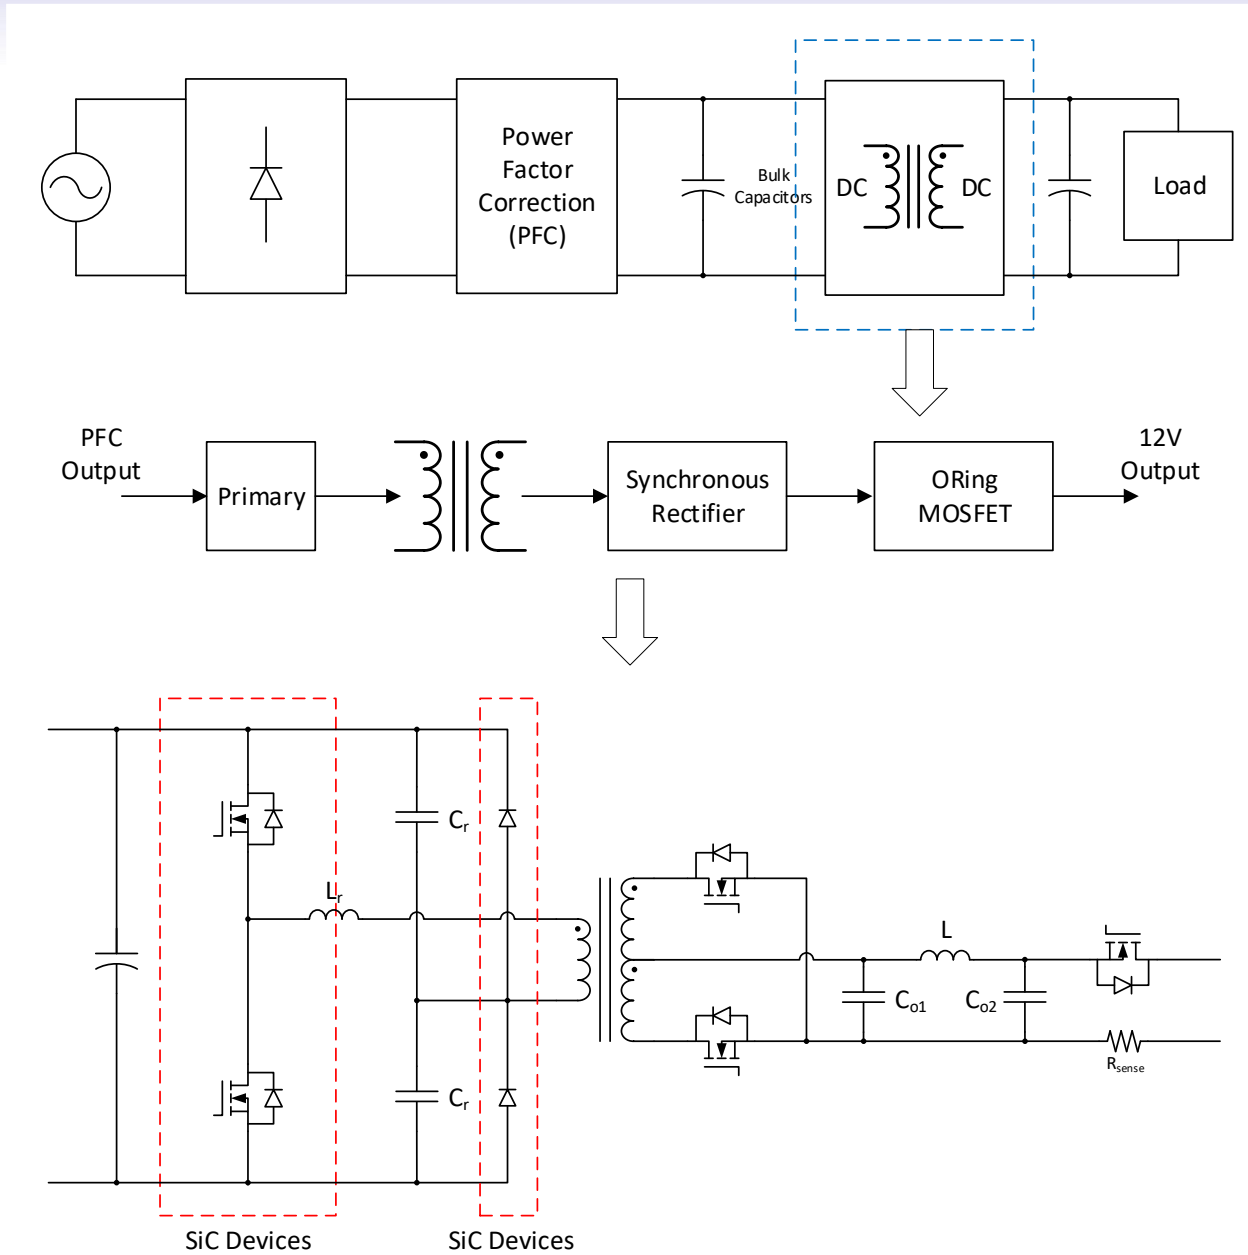 Power
Factor
Correction
(PFC)
Bulk
Capacitors
DC
DC
Load
PFC
Output
Primary
Synchronous
Rectifier
ORing
MOSFET
12V
Output
Cr
Lr
L
Co1
Co2
Cr
Rsense
SiC Devices
SiC Devices